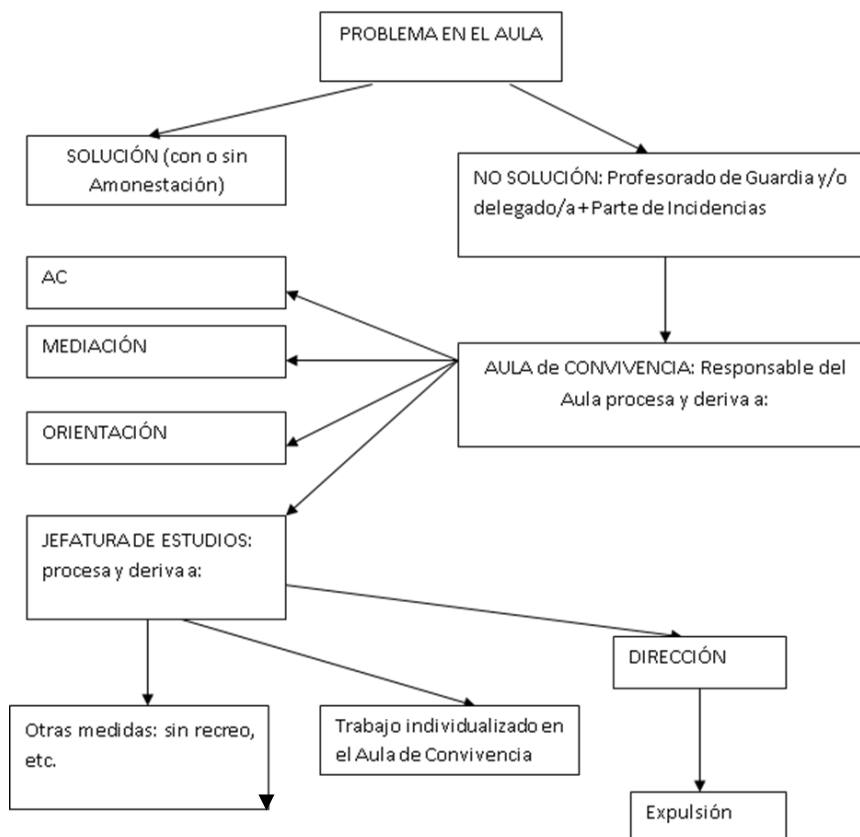 PROBLEMA EN EL AULA
SOLUCIÓN (con o sin
Amonestación)
NO SOLUCIÓN: Profesorado de Guardia y/o
delegado/a + Parte de Incidencias
AC
MEDIACIÓN
AULA de CONVIVENCIA: Responsable del
Aula procesa y deriva a:
ORIENTACIÓN
JEFATURA DE ESTUDIOS:
procesa y deriva a:
DIRECCIÓN
Otras medidas: sin recreo,
etc.
Trabajo individualizado en
el Aula de Convivencia
Expulsión